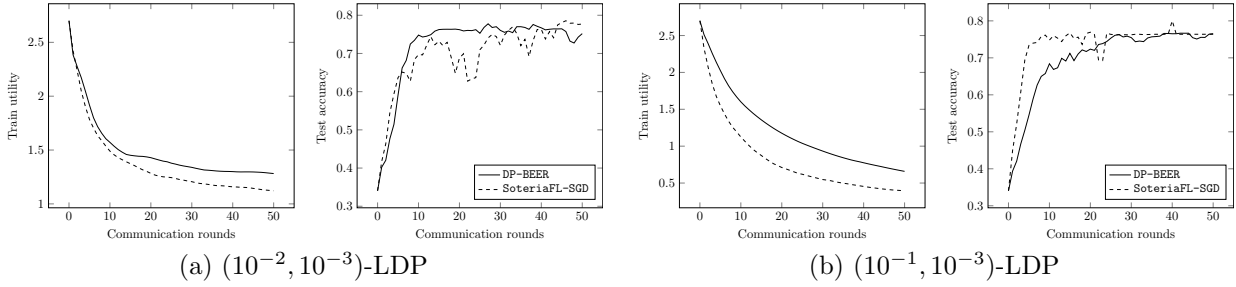 2.5
2
1.5
1
Train utility
0 10 20 30 40 50
Communication rounds
0.8
0.7
0.6
0.5
0.4
0.3
Test accuracy
DP-BEER
SoteriaFL-SGD
0 10 20 30 40 50
Communication rounds
(a) (10⁻², 10⁻³)-LDP
2.5
2
1.5
1
0.5
Train utility
0 10 20 30 40 50
Communication rounds
0.8
0.7
0.6
0.5
0.4
0.3
Test accuracy
DP-BEER
SoteriaFL-SGD
0 10 20 30 40 50
Communication rounds
(b) (10⁻¹, 10⁻³)-LDP